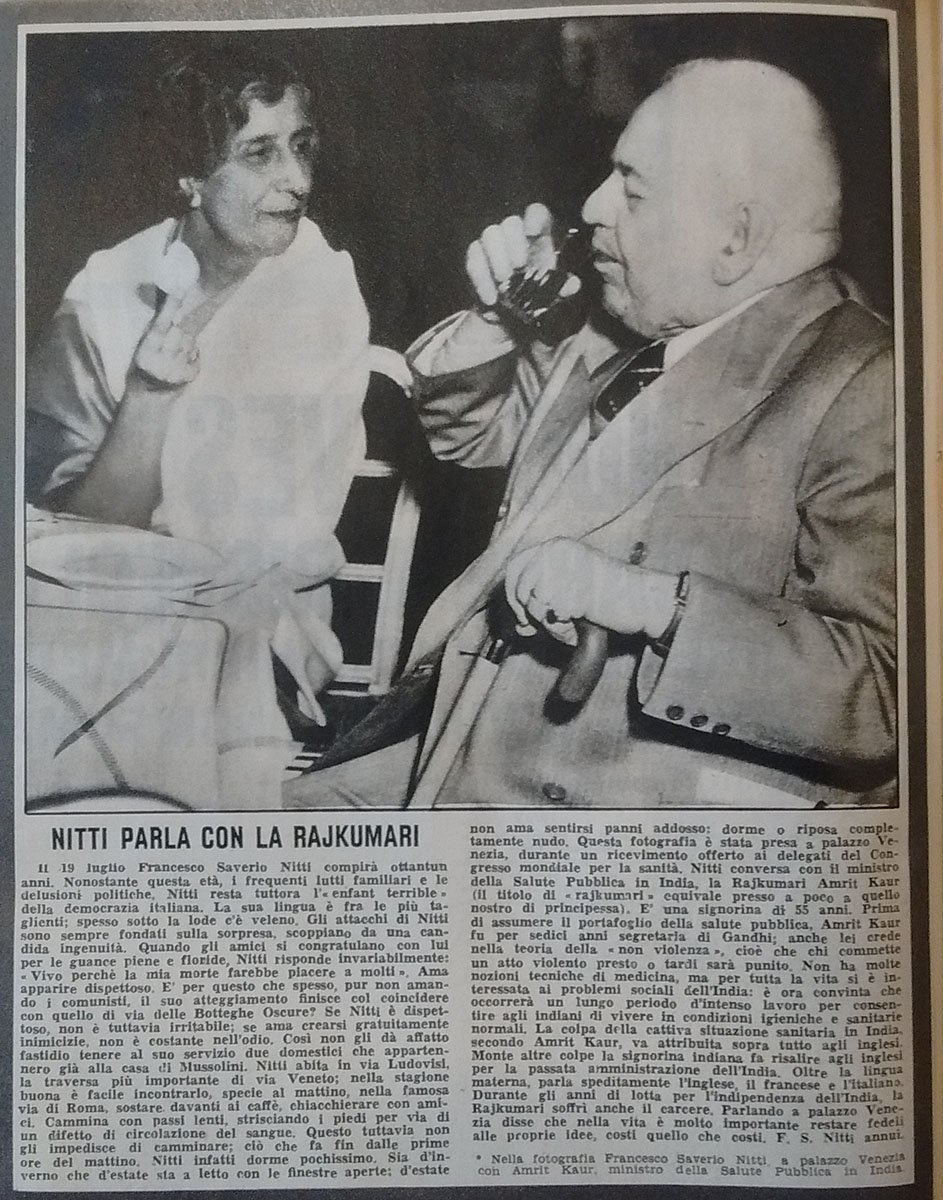 NITTI PARLA CON LA RAJKUMARI
Il 19 luglio Francesco Saverio Nitti compirà ottantun
anni. Nonostante questa età, i frequenti lutti familiari e le
delusioni politiche, Nitti resta tuttora l'« enfant terrible »
della democrazia italiana. La sua lingua è fra le più ta-
glienti; spesso sotto la lode c'è veleno. Gli attacchi di Nitti
sono sempre fondati sulla sorpresa, scoppiano da una can-
dida ingenuità. Quando gli amici si congratulano con lui
per le guance piene e floride, Nitti risponde invariabilmente:
« Vivo perché la mia morte farebbe piacere a molti ». Ama
apparire dispettoso. E' per questo che spesso, pur non aman-
do i comunisti, il suo atteggiamento finisce col coincidere
con quello di via delle Botteghe Oscure? Se Nitti è dispet-
toso, non è tuttavia irritabile; se ama crearsi gratuitamente
inimicizie, non è costante nell'odio. Così non gli dà affatto
fastidio tenere al suo servizio due domestici che apparten-
nero già alla casa di Mussolini. Nitti abita in via Ludovisi,
la traversa più importante di via Veneto; nella stagione
buona è facile incontrarlo, specie al mattino, nella famosa
via di Roma, sostare davanti ai caffè, chiacchierare con ami-
ci. Cammina con passi lenti, strisciando i piedi per via di
un difetto di circolazione del sangue. Questo tuttavia non
gli impedisce di camminare; ciò che fa fin dalle prime
ore del mattino. Nitti infatti dorme pochissimo. Sia d'in-
verno che d'estate sta a letto con le finestre aperte; d'estate
non ama sentirsi panni addosso: dorme o riposa comple-
tamente nudo. Questa fotografia è stata presa a palazzo Ve-
nezia, durante un ricevimento offerto ai delegati del Con-
gresso mondiale per la sanità. Nitti conversa con il ministro
della Salute Pubblica in India, la Rajkumari Amrit Kaur
(il titolo di « rajkumari » equivale presso a poco a quello
nostro di principessa). E' una signorina di 55 anni. Prima
di assumere il portafoglio della salute pubblica, Amrit Kaur
fu per sedici anni segretaria di Gandhi; anche lei crede
nella teoria della « non violenza », cioè che chi commette
un atto violento presto o tardi sarà punito. Non ha molte
nozioni tecniche di medicina, ma per tutta la vita si è in-
teressata ai problemi sociali dell'India: è ora convinta che
occorrerà un lungo periodo d'intenso lavoro per consen-
tire agli indiani di vivere in condizioni igieniche e sanitarie
normali. La colpa della cattiva situazione sanitaria in India,
secondo Amrit Kaur, va attribuita sopra tutto agli inglesi.
Monte altre colpe la signorina indiana fa risalire agli inglesi
per la passata amministrazione dell'India. Oltre la lingua
materna, parla speditamente l'inglese, il francese e l'italiano.
Durante gli anni di lotta per l'indipendenza dell'India, la
Rajkumari soffrì anche il carcere. Parlando a palazzo Vene-
zia disse che nella vita è molto importante restare fedeli
alle proprie idee, costi quello che costi. F. S. Nitti annuì.
* Nella fotografia Francesco Saverio Nitti a palazzo Venezia
con Amrit Kaur, ministro della Salute Pubblica in India.